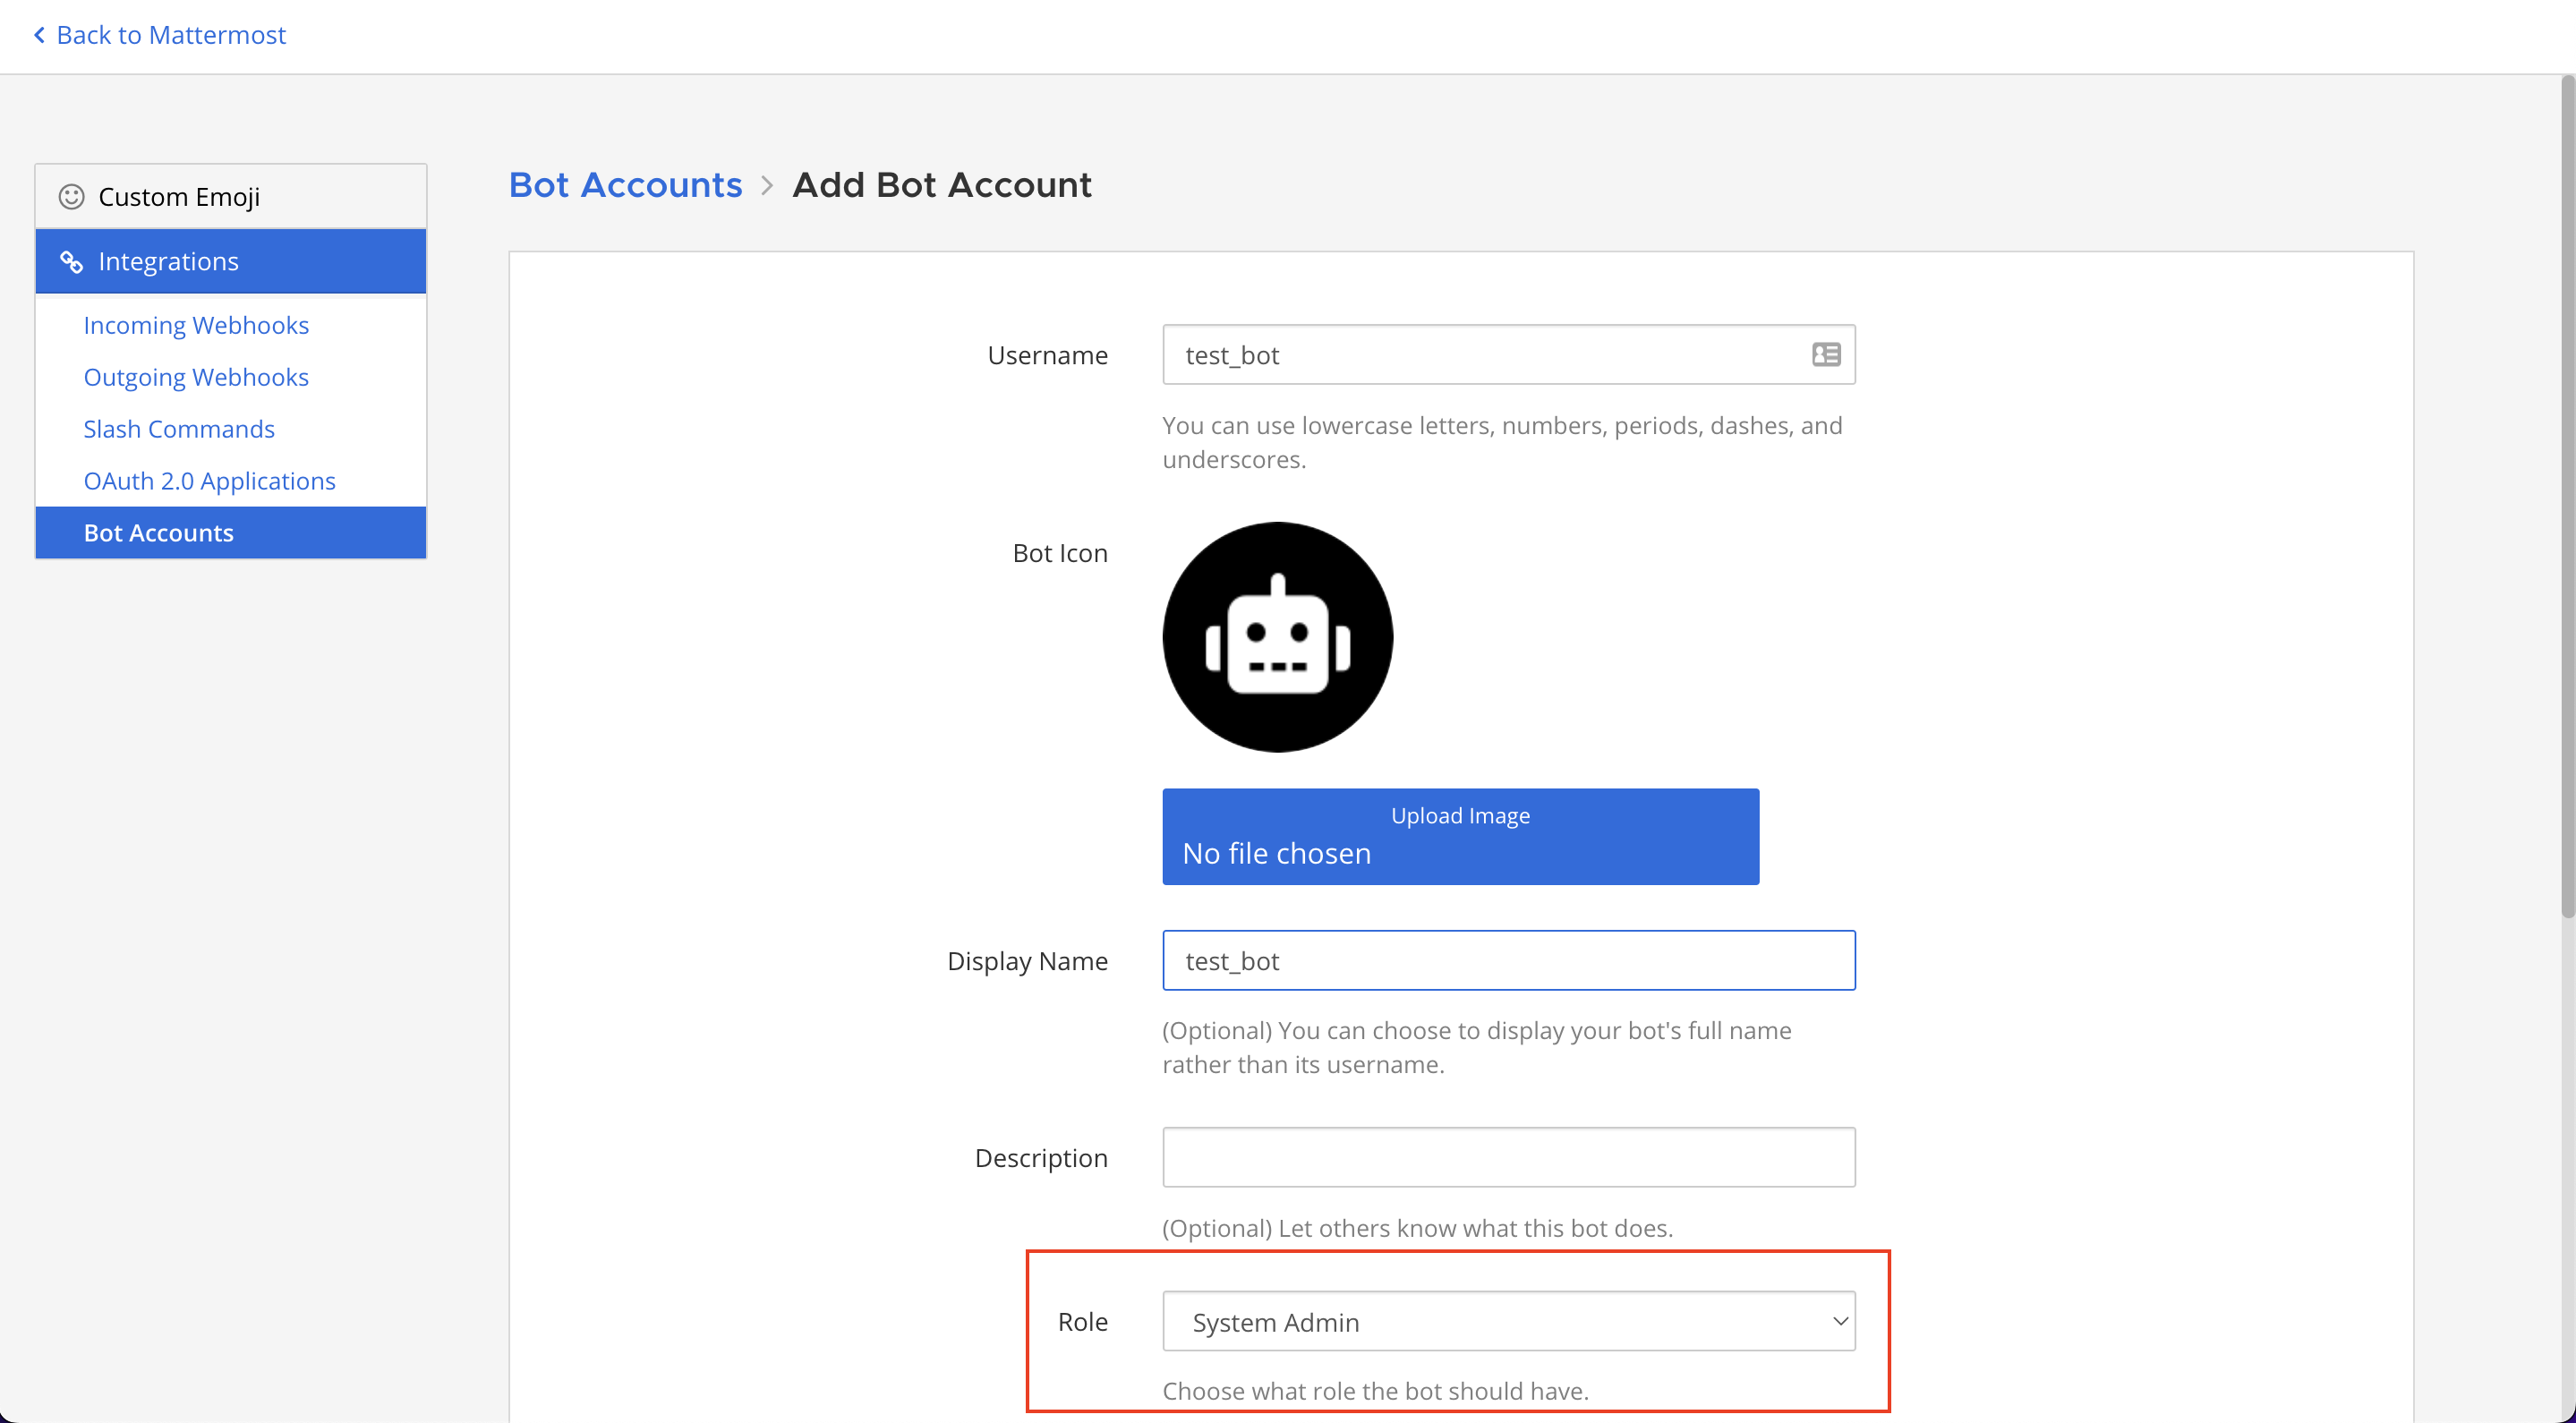 Back to Mattermost
Custom Emoji
Integrations
Incoming Webhooks
Outgoing Webhooks
Slash Commands
OAuth 2.0 Applications
Bot Accounts
Bot Accounts > Add Bot Account
Username
test_bot
You can use lowercase letters, numbers, periods, dashes, and
underscores.
Bot Icon
Upload Image
No file chosen
Display Name
test_bot
(Optional) You can choose to display your bot's full name
rather than its username.
Description
(Optional) Let others know what this bot does.
Role
System Admin
Choose what role the bot should have.